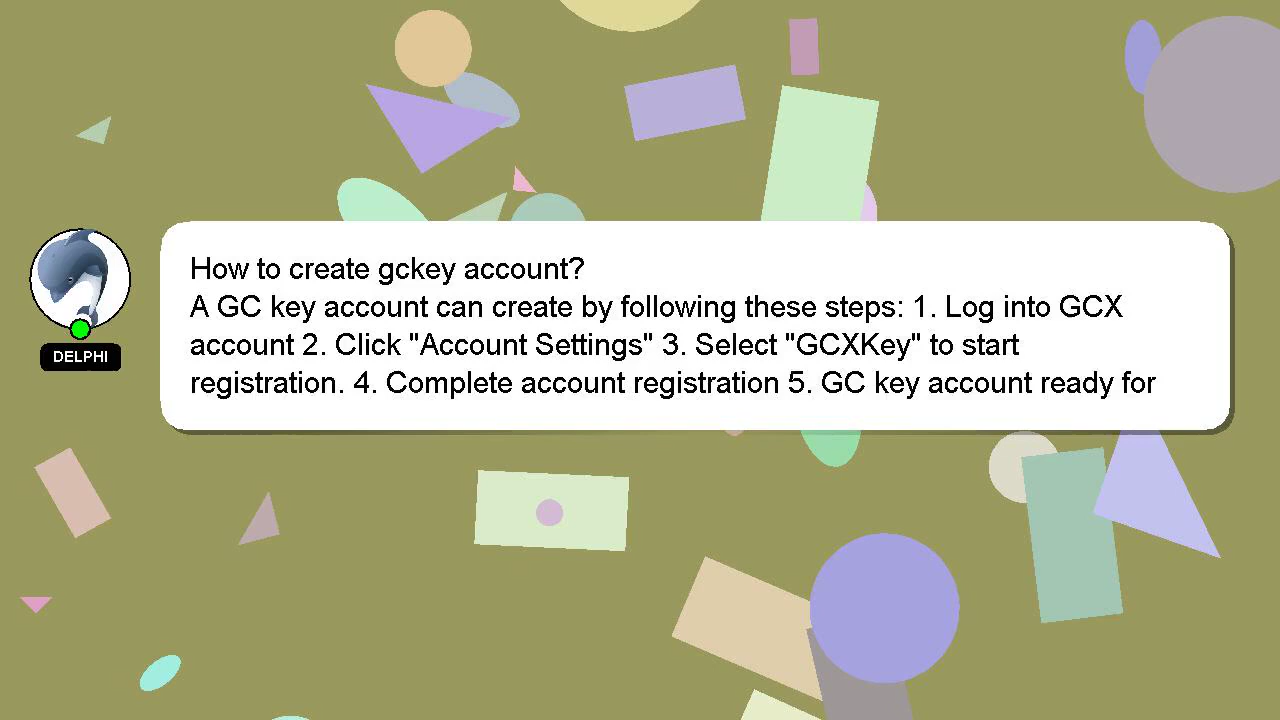 How to create gckey account?
A GC key account can create by following these steps: 1. Log into GCX
account 2. Click "Account Settings" 3. Select "GCXKey" to start
registration. 4. Complete account registration 5. GC key account ready for
DELPHI